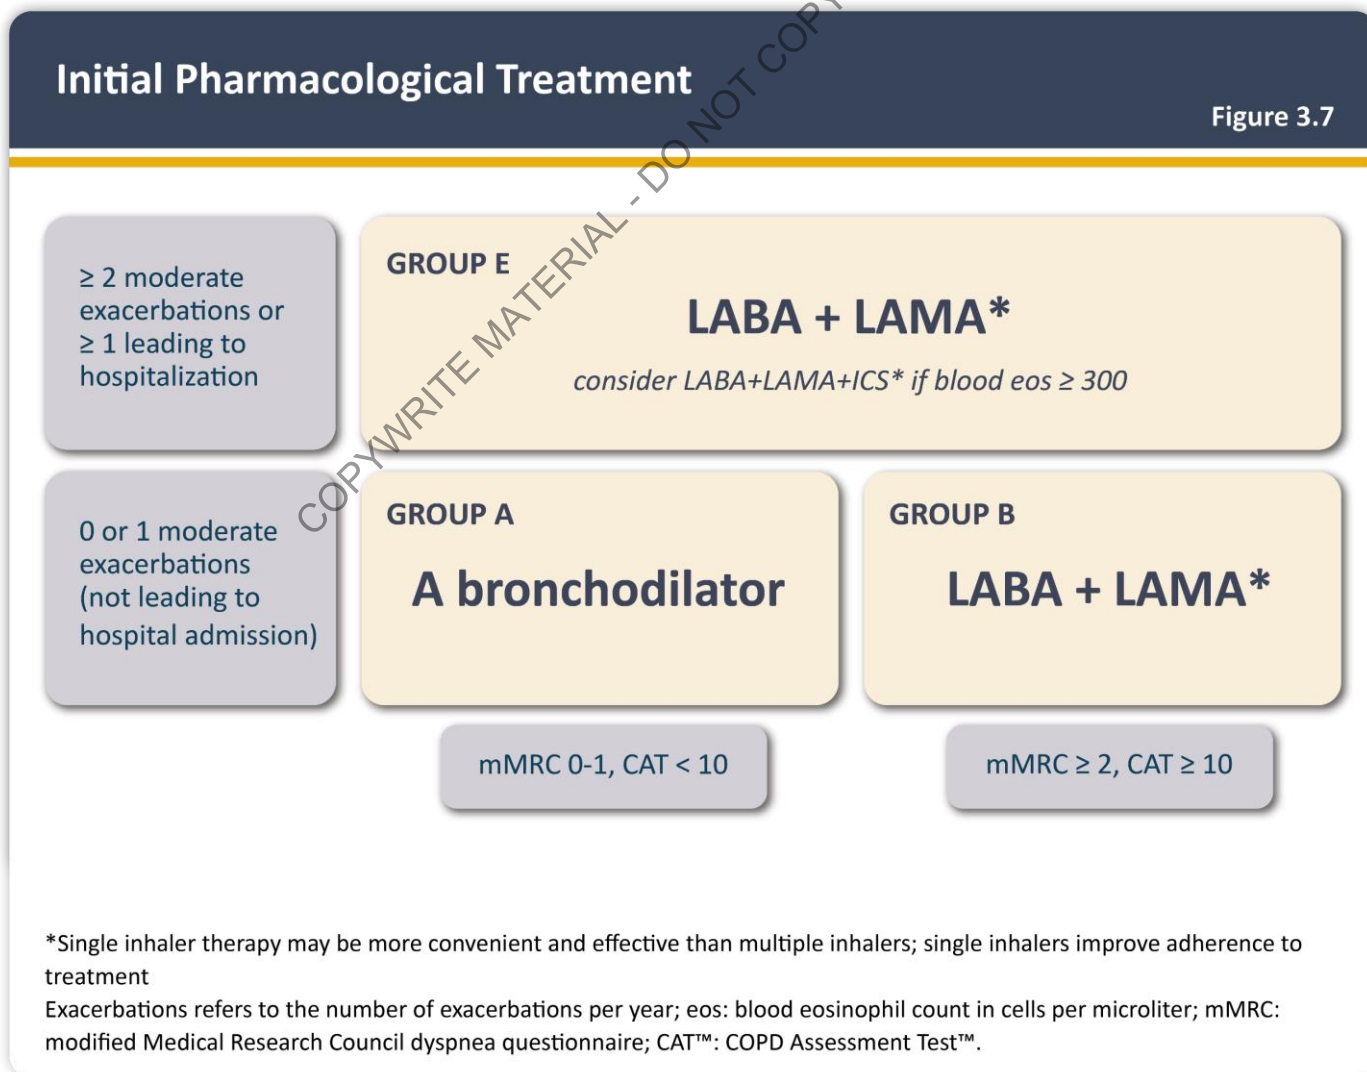 Initial Pharmacological Treatment
Figure 3.7
COPYWRITE MATERIAL - DO NOT COPY
≥ 2 moderate
exacerbations or
≥ 1 leading to
hospitalization
GROUP E
LABA + LAMA*
consider LABA+LAMA+ICS* if blood eos ≥ 300
0 or 1 moderate
exacerbations
(not leading to
hospital admission)
GROUP A
A bronchodilator
GROUP B
LABA + LAMA*
mMRC 0-1, CAT < 10
mMRC ≥ 2, CAT ≥ 10
*Single inhaler therapy may be more convenient and effective than multiple inhalers; single inhalers improve adherence to
treatment
Exacerbations refers to the number of exacerbations per year; eos: blood eosinophil count in cells per microliter; mMRC:
modified Medical Research Council dyspnea questionnaire; CAT™: COPD Assessment Test™.